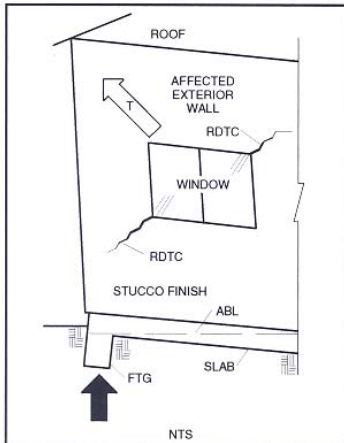 ROOF
AFFECTED
EXTERIOR
WALL
T
RDTC
WINDOW
RDTC
STUCCO FINISH
ABL
SLAB
FTG
NTS